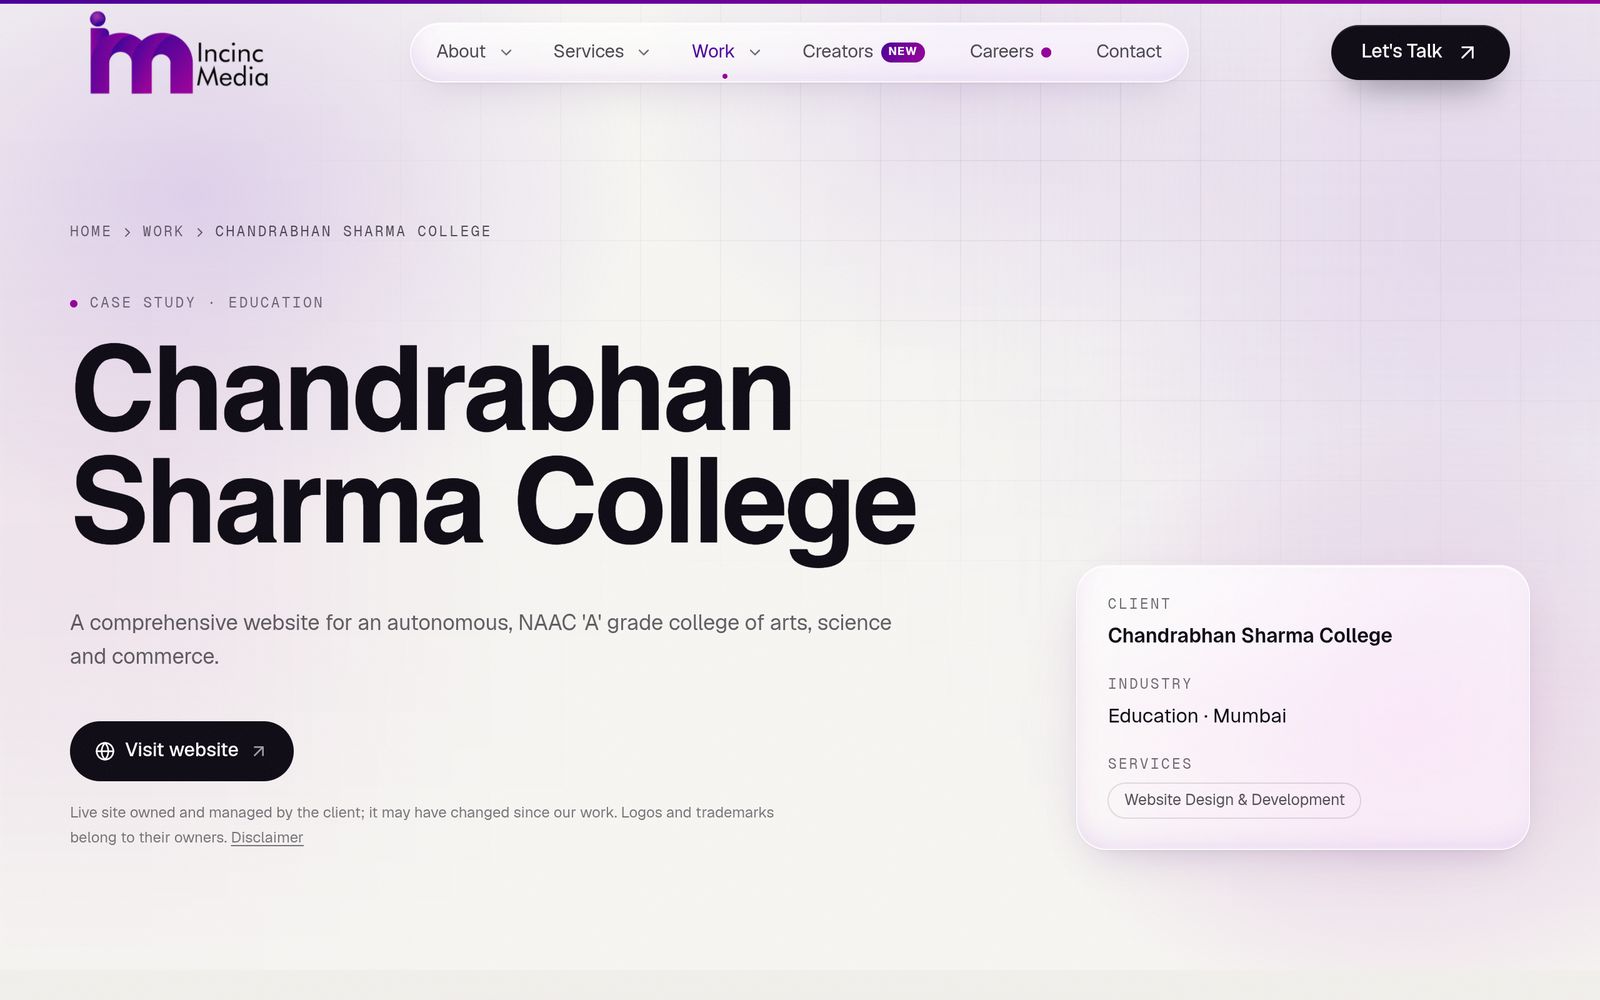 Incinc
Media
About
Services
Work
Creators NEW
Careers
Contact
Let's Talk
HOME > WORK > CHANDRABHAN SHARMA COLLEGE
CASE STUDY · EDUCATION
Chandrabhan
Sharma College
A comprehensive website for an autonomous, NAAC 'A' grade college of arts, science
and commerce.
Visit website
Live site owned and managed by the client; it may have changed since our work. Logos and trademarks
belong to their owners. Disclaimer
CLIENT
Chandrabhan Sharma College
INDUSTRY
Education · Mumbai
SERVICES
Website Design & Development